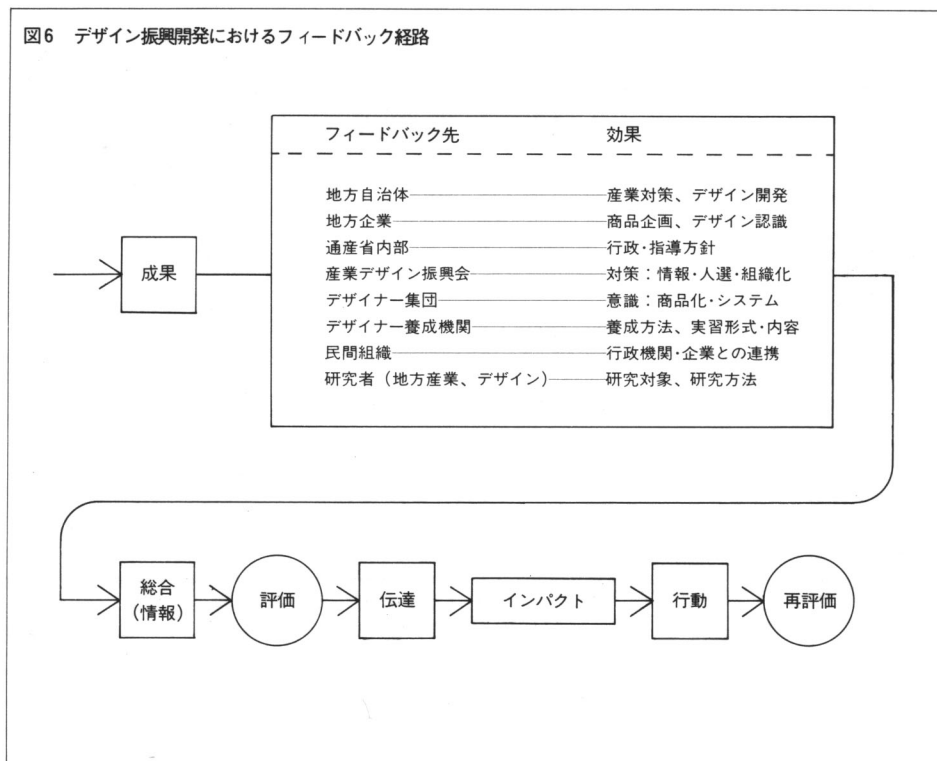 図6 デザイン振興開発におけるフィードバック経路
フィードバック先 効果
地方自治体 産業対策、デザイン開発
地方企業 商品企画、デザイン認識
通産省内部 行政・指導方針
産業デザイン振興会 対策：情報・人選・組織化
デザイナー集団 意識：商品化・システム
デザイナー養成機関 養成方法、実習形式・内容
民間組織 行政機関・企業との連携
研究者（地方産業、デザイン） 研究対象、研究方法
成果
総合
（情報）
評価
伝達
インパクト
行動
再評価